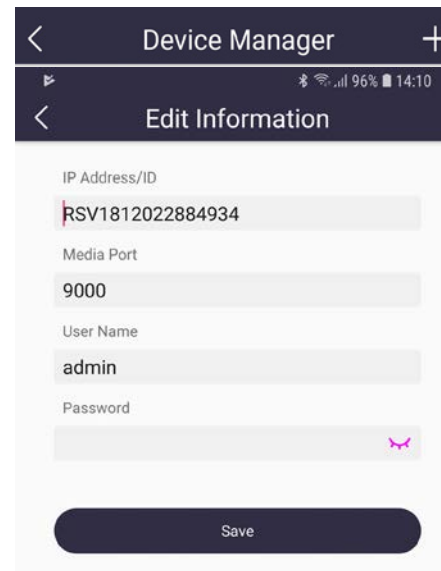 Device Manager
96% 14:10
Edit Information
IP Address/ID
RSV1812022884934
Media Port
9000
User Name
admin
Password
Save